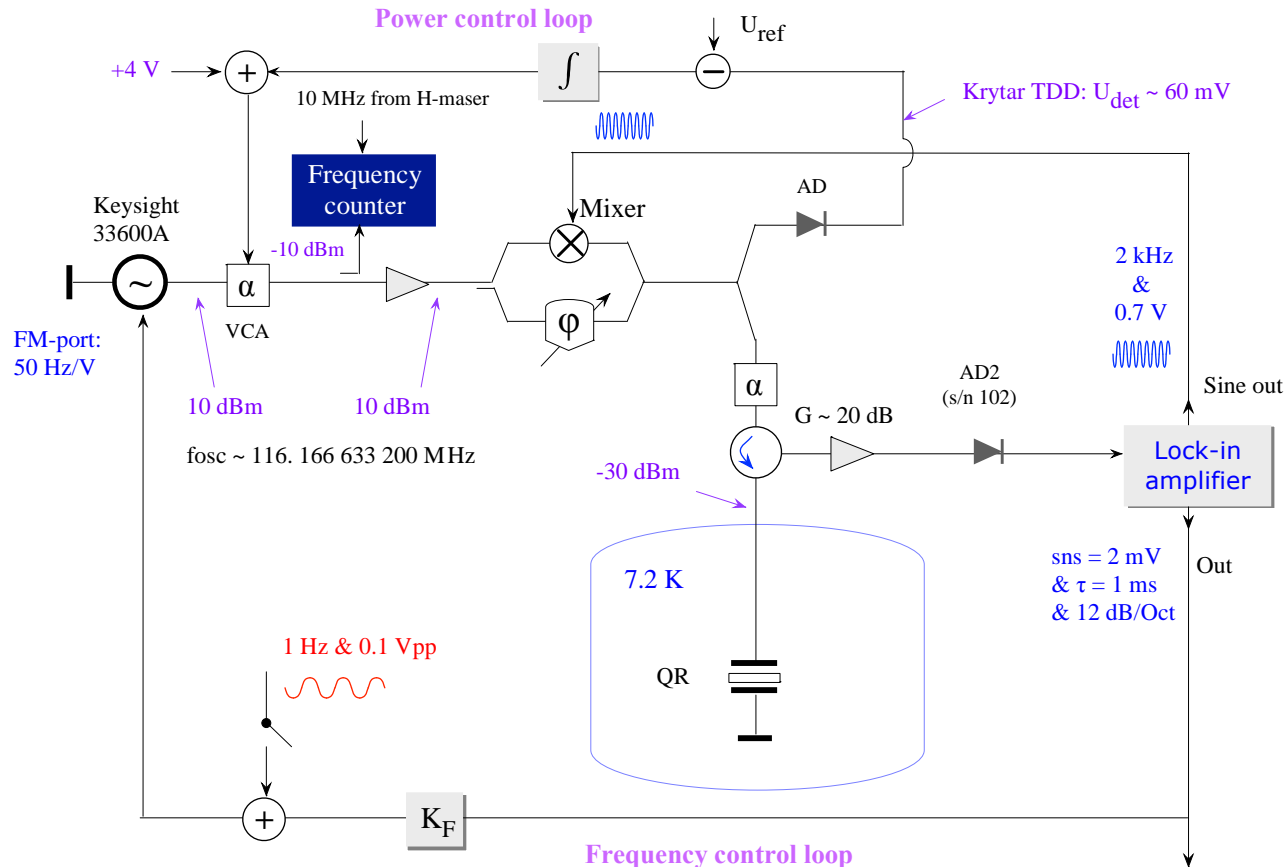 Power control loop
U_ref
+4 V
+
∫
−
10 MHz from H-maser
Krytar TDD: U_det ~ 60 mV
Frequency
counter
AD
Keysight
33600A
Mixer
-10 dBm
2 kHz
&
0.7 V
~
α
φ
VCA
FM-port:
50 Hz/V
α
AD2
(s/n 102)
Sine out
10 dBm
10 dBm
G ~ 20 dB
fosc ~ 116. 166 633 200 MHz
Lock-in
amplifier
-30 dBm
7.2 K
sns = 2 mV
& τ = 1 ms
& 12 dB/Oct
Out
1 Hz & 0.1 Vpp
QR
+
K_F
Frequency control loop